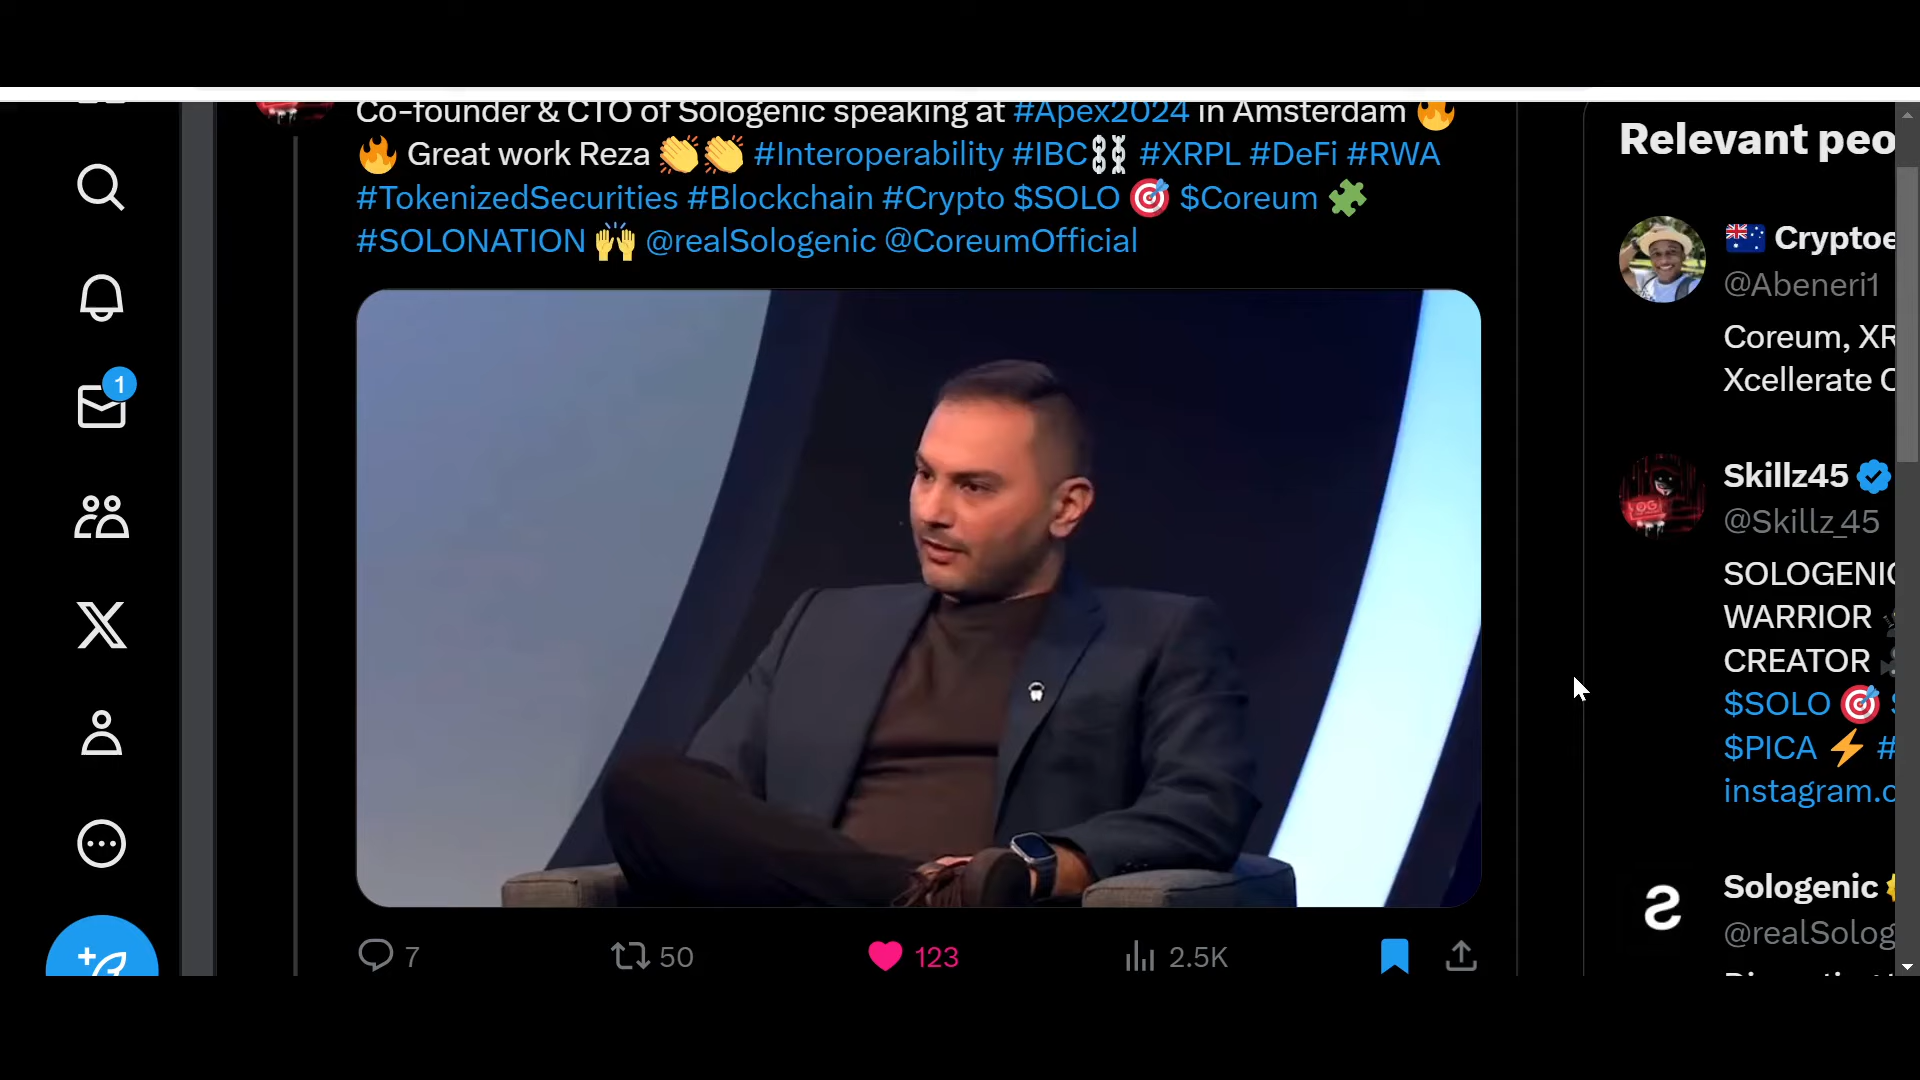 Co-founder & CTO of Sologenic speaking at #Apex2024 in Amsterdam 🔥
🔥 Great work Reza 👏👏 #Interoperability #IBC⛓️ #XRPL #DeFi #RWA
#TokenizedSecurities #Blockchain #Crypto $SOLO 🎯 $Coreum 🧩
#SOLONATION 🙌 @realSologenic @CoreumOfficial
7
50
123
2.5K
1
Relevant peo
🇦🇺 Cryptoe
@Abeneri1
Coreum, XR
Xcellerate C
Skillz45
@Skillz_45
SOLOGENIC
WARRIOR
CREATOR
$SOLO 🎯
$PICA ⚡ #
instagram.c
Sologenic
@realSolog